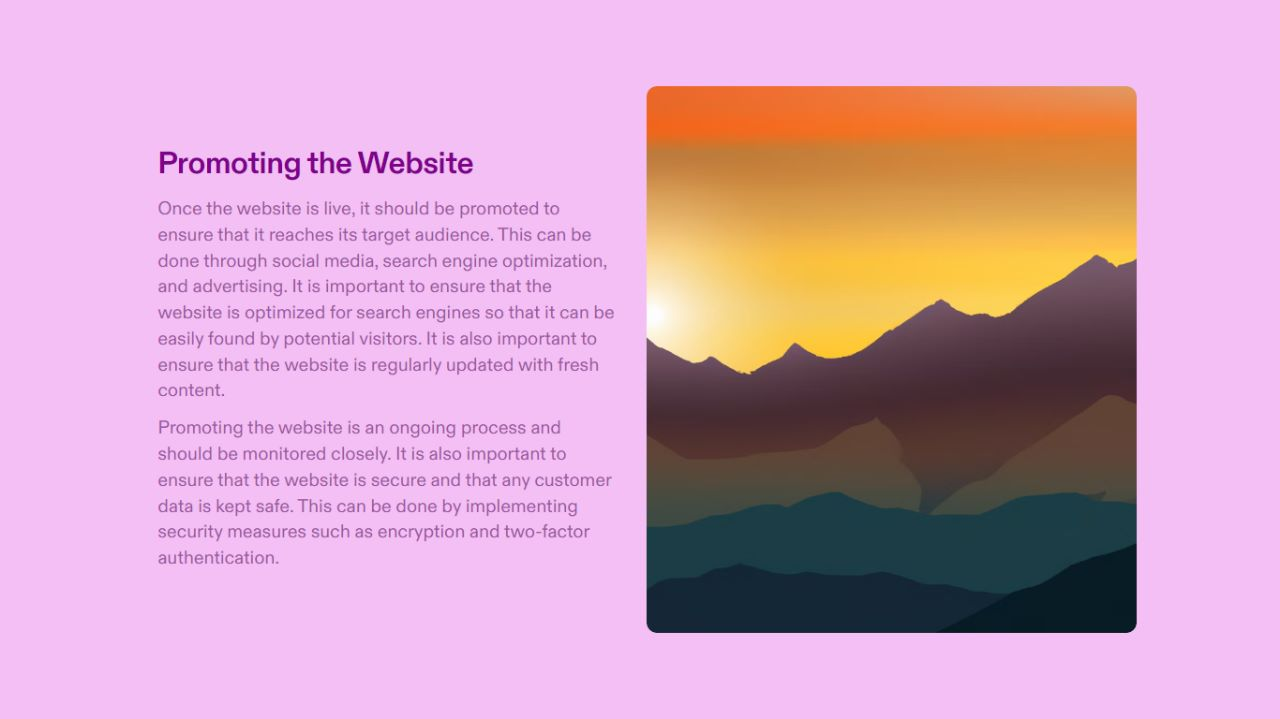 Promoting the Website
Once the website is live, it should be promoted to
ensure that it reaches its target audience. This can be
done through social media, search engine optimization,
and advertising. It is important to ensure that the
website is optimized for search engines so that it can be
easily found by potential visitors. It is also important to
ensure that the website is regularly updated with fresh
content.
Promoting the website is an ongoing process and
should be monitored closely. It is also important to
ensure that the website is secure and that any customer
data is kept safe. This can be done by implementing
security measures such as encryption and two-factor
authentication.